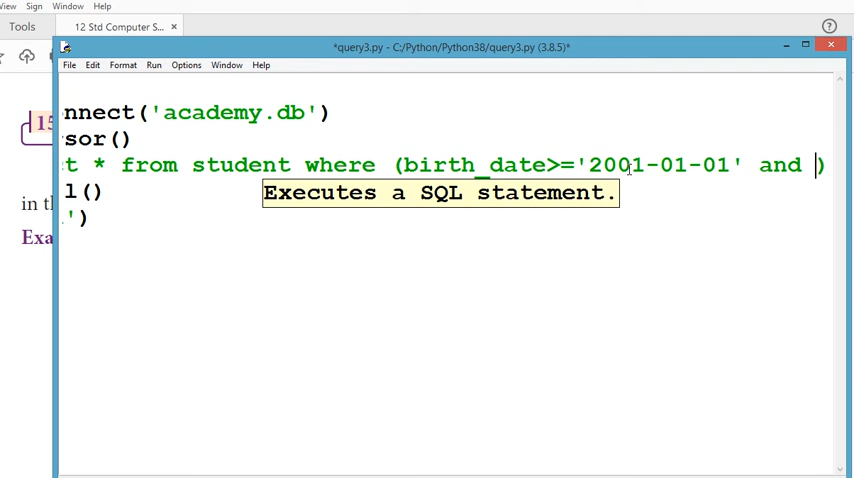 View Sign Window Help
Tools 12 Std Computer S... ×
*query3.py - C:/Python/Python38/query3.py (3.8.5)*
File Edit Format Run Options Window Help
nnect('academy.db')
15
sor()
t * from student where (birth_date>='2001-01-01' and )
l()
Executes a SQL statement.
in th
')
Exa